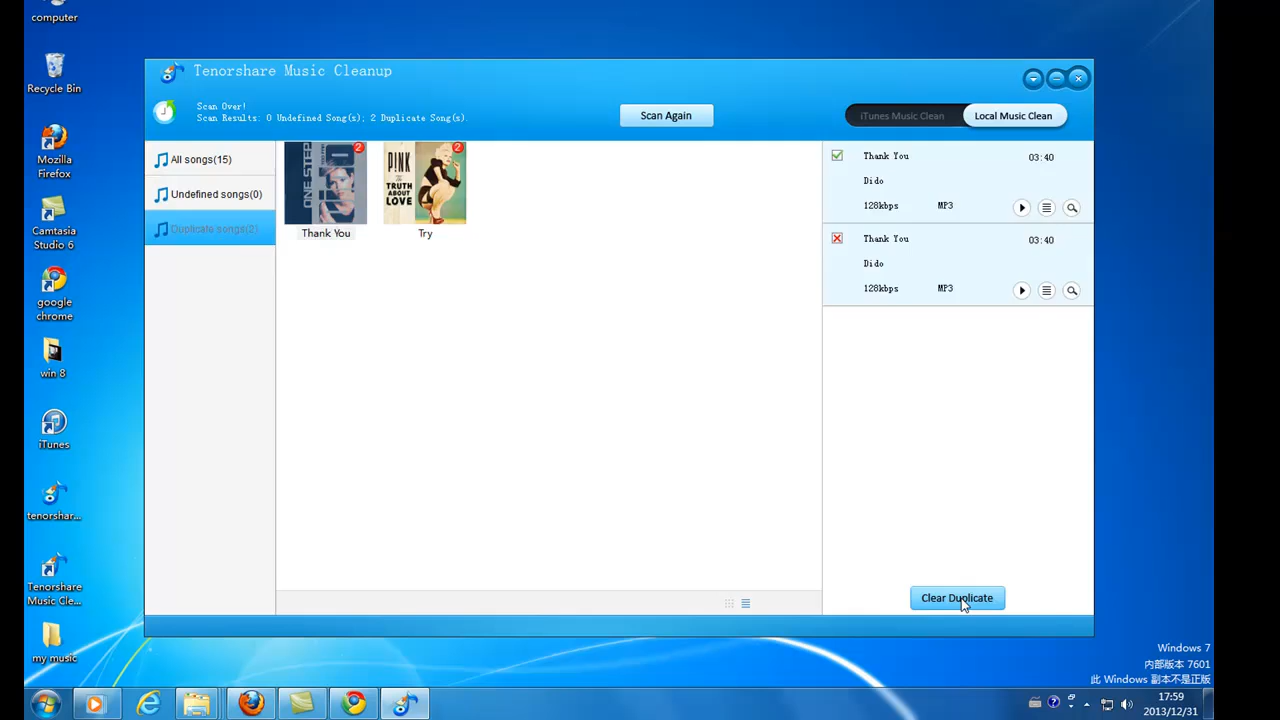 computer
Recycle Bin
Mozilla
Firefox
Camtasia
Studio 6
google
chrome
win 8
iTunes
tenorshar...
Tenorshare
Music Cle...
my music
Tenorshare Music Cleanup
Scan Over!
Scan Results: 0 Undefined Song(s); 2 Duplicate Song(s).
Scan Again
iTunes Music Clean
Local Music Clean
All songs(15)
Undefined songs(0)
Duplicate songs(2)
2
ONE STEP
Thank You
2
P!NK
THE
TRUTH
ABOUT
LOVE
Try
Thank You
03:40
Dido
128kbps
MP3
Thank You
03:40
Dido
128kbps
MP3
Clear Duplicate
Windows 7
内部版本 7601
此 Windows 副本不是正版
17:59
2013/12/31